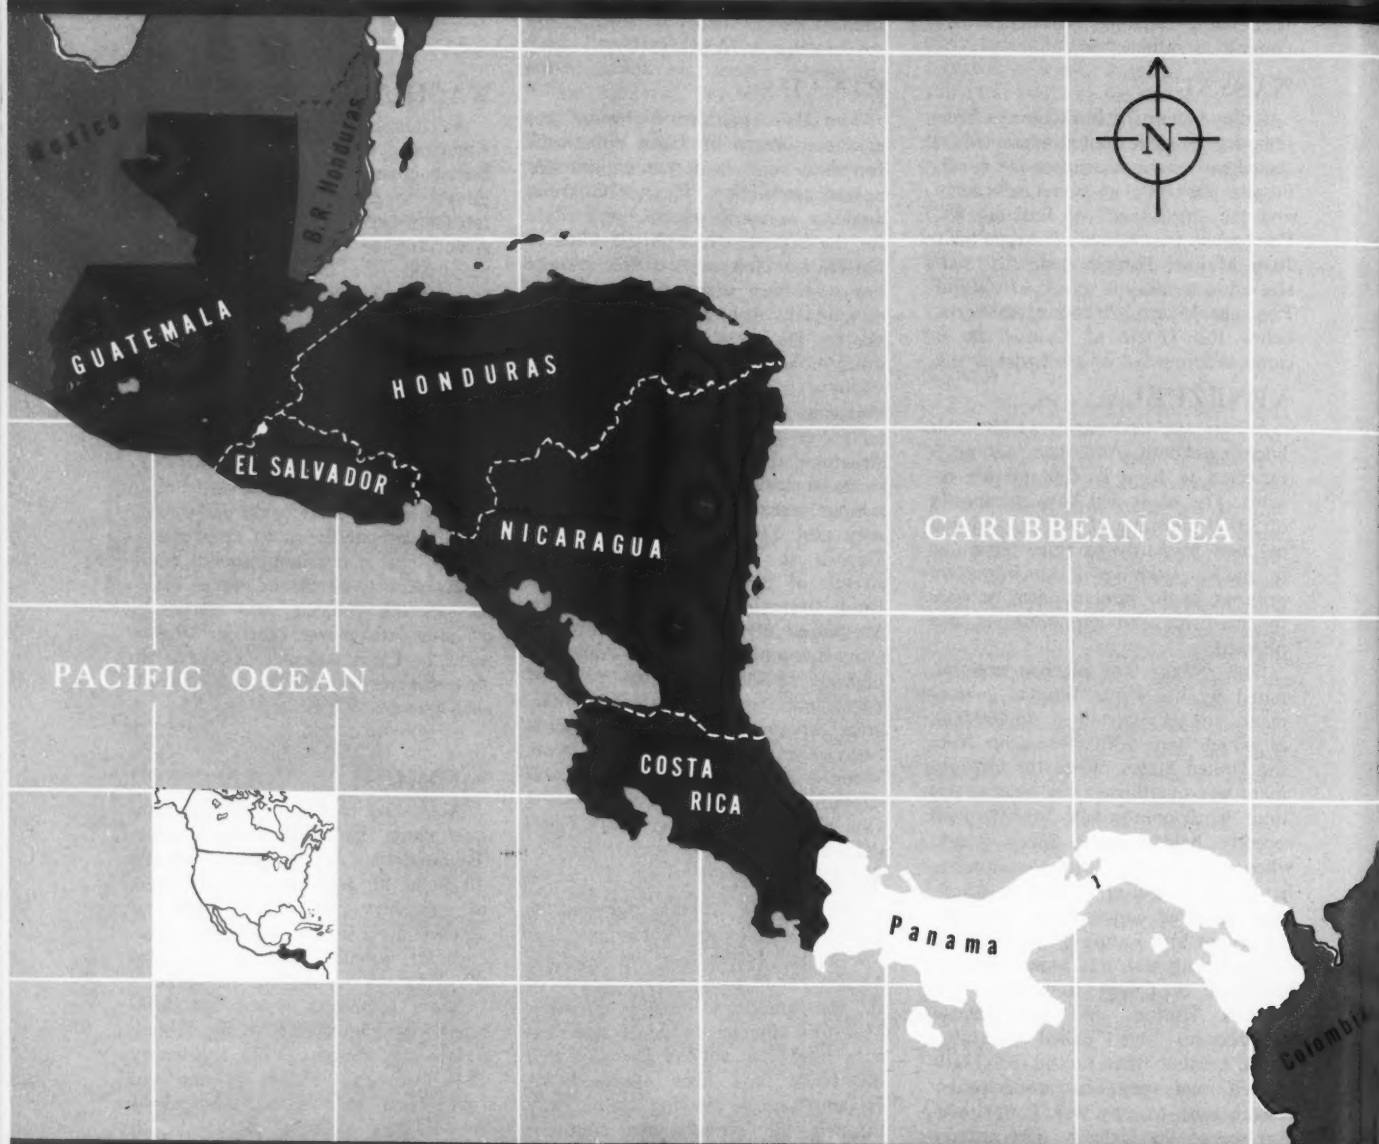 N
Mexico
B.R. Honduras
GUATEMALA
HONDURAS
EL SALVADOR
NICARAGUA
CARIBBEAN SEA
PACIFIC OCEAN
COSTA
RICA
Panama
Colombia